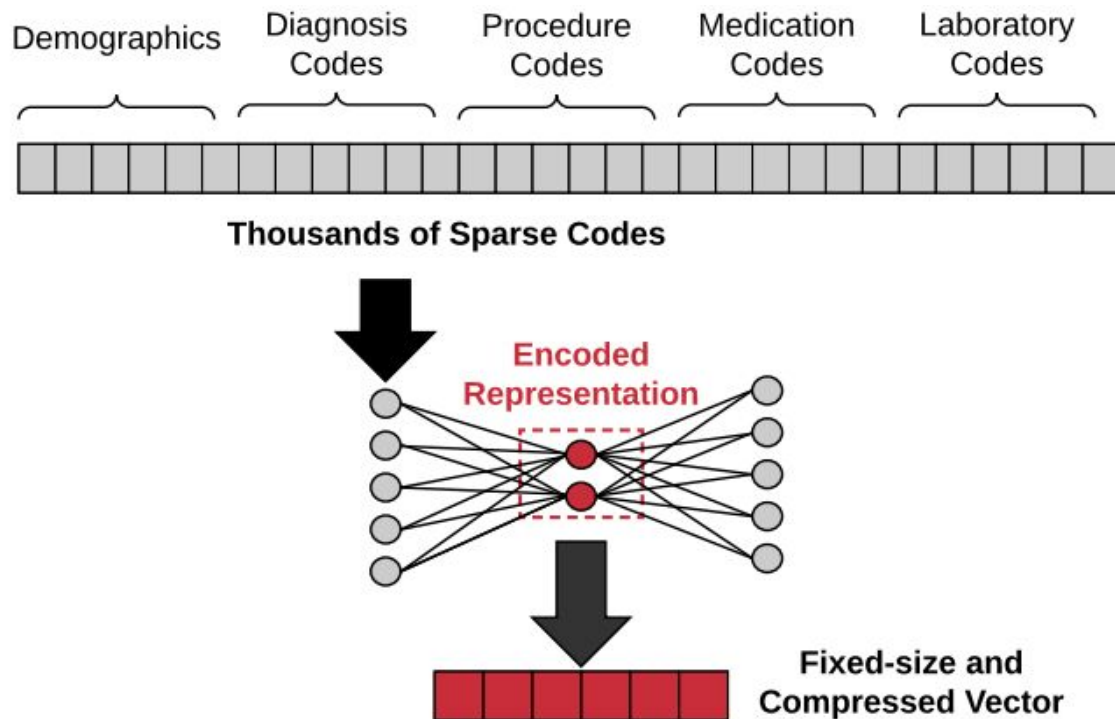 Demographics
Diagnosis
Codes
Procedure
Codes
Medication
Codes
Laboratory
Codes
Thousands of Sparse Codes
Encoded
Representation
Fixed-size and
Compressed Vector